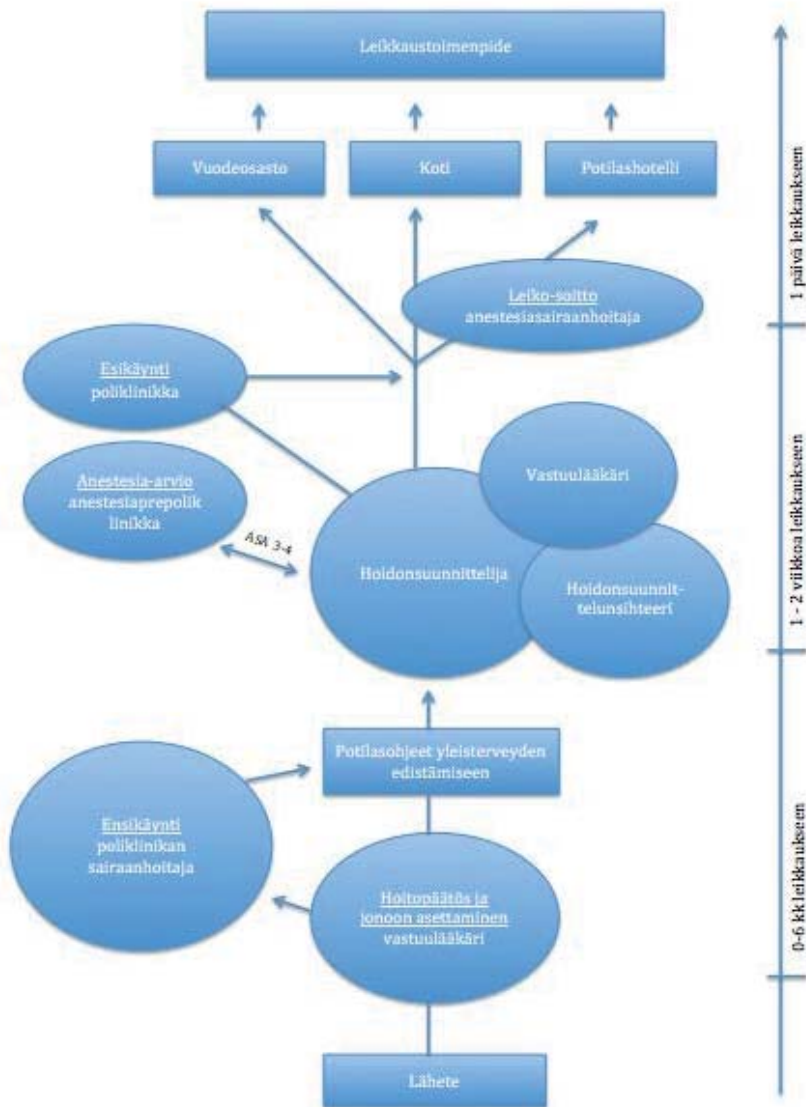 Leikkaustoimenpide
Vuodeosasto
Koti
Potilashotelli
Leiko-soitto
anestesiasairaanhoitaja
Esikäynti
poliklinikka
Anestesia-arvio
anestesiaprepolik
linikka
ASA 3-4
Vastuulääkäri
Hoidonsuunnittelija
Hoidonsuunnit-
telunsihteeri
Potilasohjeet yleisterveyden
edistämiseen
Ensikäynti
poliklinikan
sairaanhoitaja
Hoitopäätös ja
jonoon asettaminen
vastuulääkäri
Lähete
1 päivä leikkaukseen
1 - 2 viikkoa leikkaukseen
0-6 kk leikkaukseen